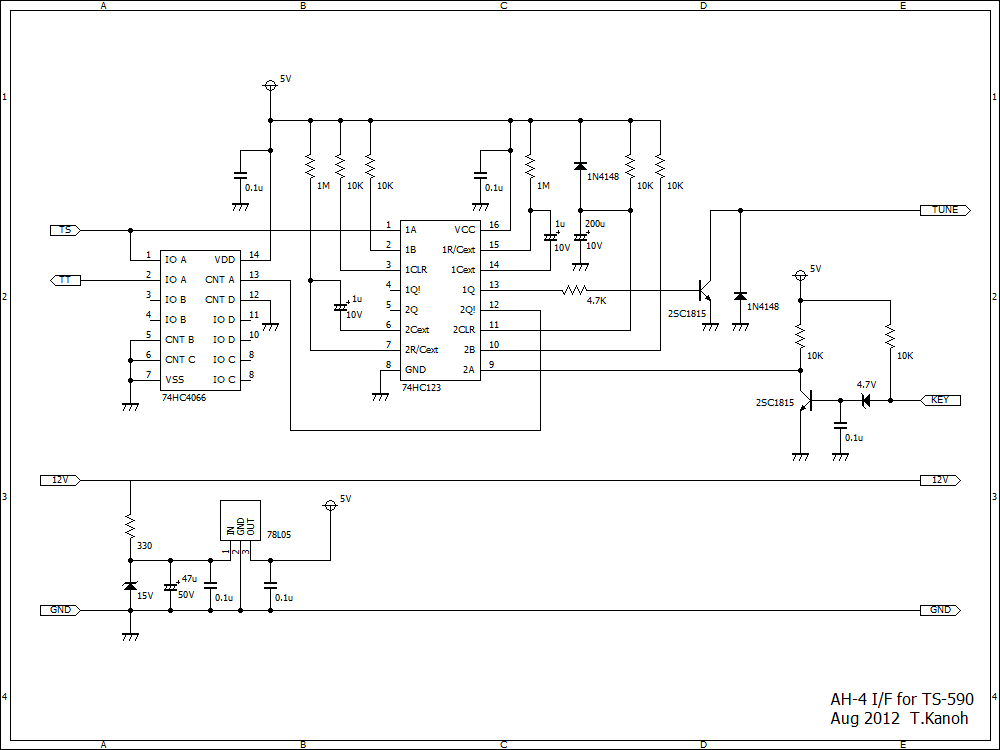 A B C D E
1 1
5V
1M 10K 10K 0.1u
0.1u 1M 1N4148 10K 10K
TS
TT
1 IO A VDD 14
2 IO A CNT A 13
3 IO B CNT D 12
4 IO B IO D 11
5 CNT B IO D 10
6 CNT C IO C 8
7 VSS IO C 8
74HC4066
1u
10V
1 1A VCC 16
2 1B 1R/Cext 15
3 1CLR 1Cext 14
4 1Q! 1Q 13
5 2Q 2Q! 12
6 2Cext 2CLR 11
7 2R/Cext 2B 10
8 GND 2A 9
74HC123
1u
10V
200u
10V
4.7K
2SC1815
1N4148
TUNE
2 2
5V
10K 10K
4.7V
2SC1815
KEY
0.1u
12V 12V
3 3
330
IN
GND
OUT
1 2 3
78L05
5V
15V
47u
50V
0.1u
0.1u
GND GND
4 4
AH-4 I/F for TS-590
Aug 2012 T.Kanoh
A B C D E